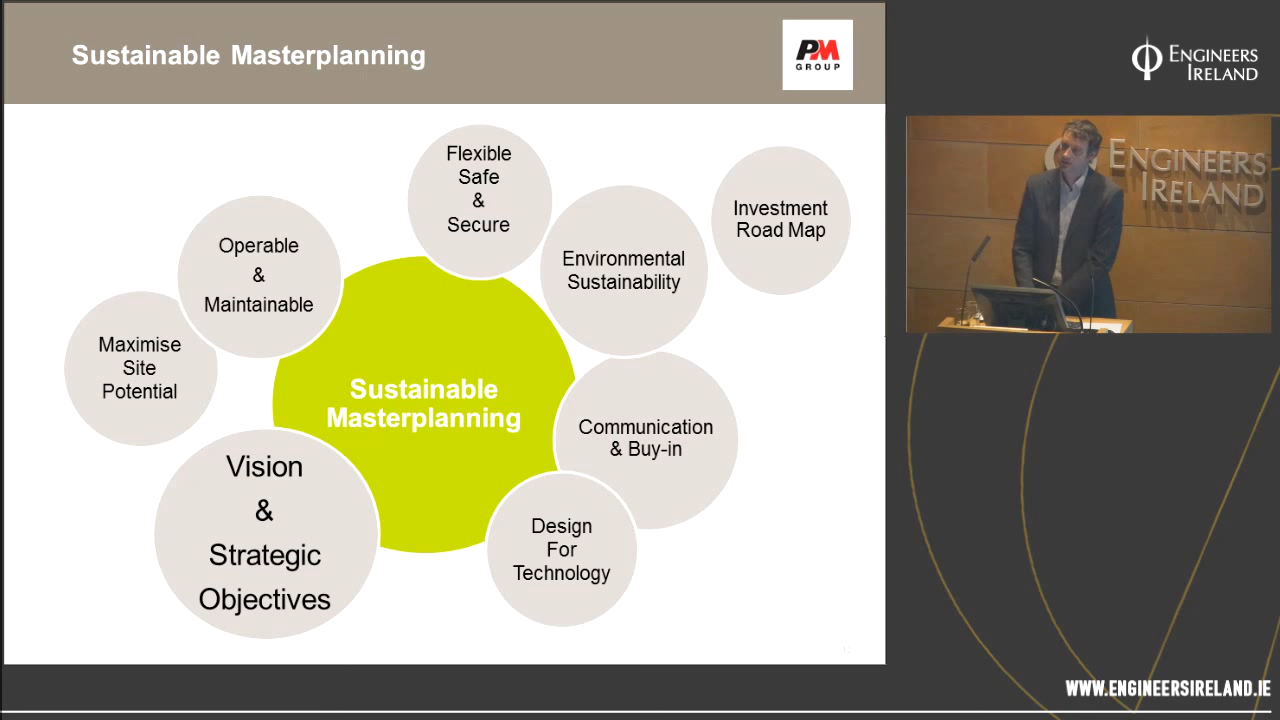 Sustainable Masterplanning
PM
GROUP
ENGINEERS
IRELAND
Flexible
Safe
&
Secure
Investment
Road Map
Operable
&
Maintainable
Environmental
Sustainability
Maximise
Site
Potential
Sustainable
Masterplanning
Communication
& Buy-in
Vision
&
Strategic
Objectives
Design
For
Technology
ENGINEERS
IRELAND
WWW.ENGINEERSIRELAND.IE